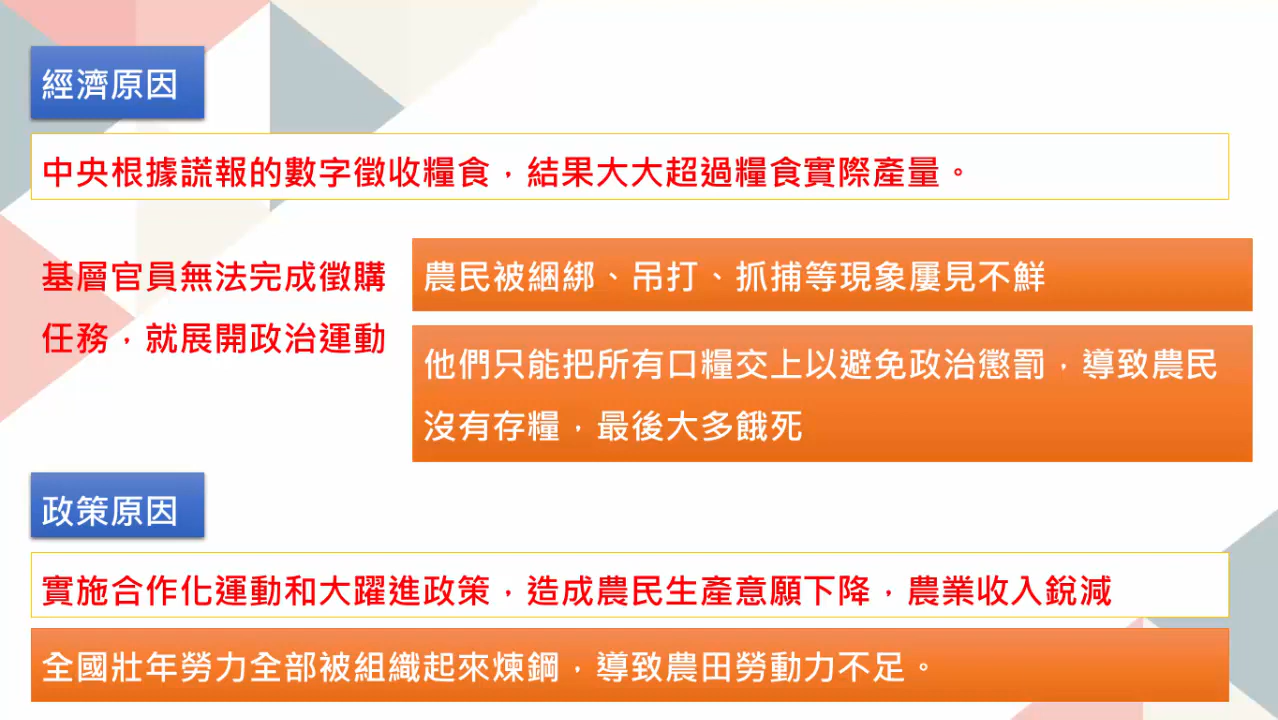 經濟原因
中央根據謊報的數字徵收糧食，結果大大超過糧食實際產量。
基層官員無法完成徵購
任務，就展開政治運動
農民被綑綁、吊打、抓捕等現象屢見不鮮
他們只能把所有口糧交上以避免政治懲罰，導致農民
沒有存糧，最後大多餓死
政策原因
實施合作化運動和大躍進政策，造成農民生產意願下降，農業收入銳減
全國壯年勞力全部被組織起來煉鋼，導致農田勞動力不足。